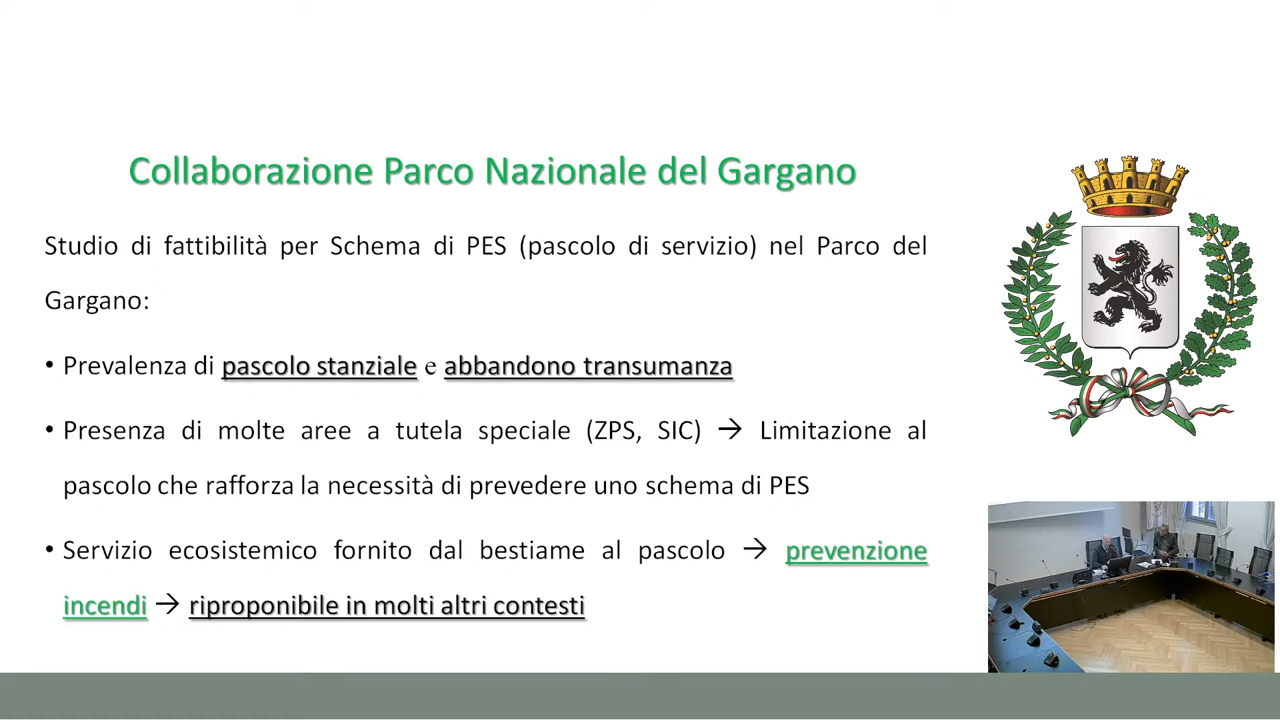 Collaborazione Parco Nazionale del Gargano
Studio di fattibilità per Schema di PES (pascolo di servizio) nel Parco del
Gargano:
• Prevalenza di pascolo stanziale e abbandono transumanza
• Presenza di molte aree a tutela speciale (ZPS, SIC) → Limitazione al
pascolo che rafforza la necessità di prevedere uno schema di PES
• Servizio ecosistemico fornito dal bestiame al pascolo → prevenzione
incendi → riproponibile in molti altri contesti